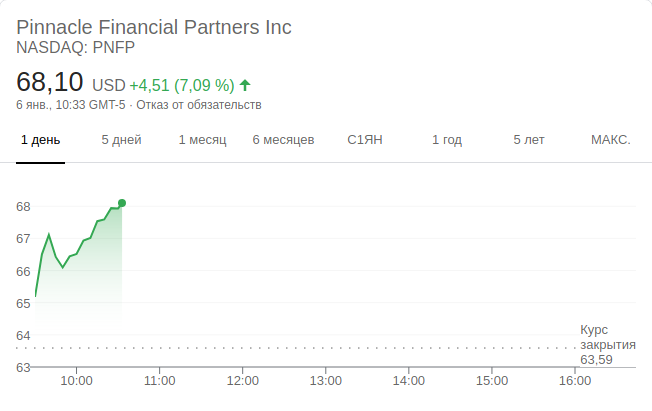 Pinnacle Financial Partners Inc
NASDAQ: PNFP
68,10 USD +4,51 (7,09 %)
6 янв., 10:33 GMT-5 · Отказ от обязательств
1 день 5 дней 1 месяц 6 месяцев С1ЯН 1 год 5 лет МАКС.
68
67
66
65
64
63
Курс
закрытия
63,59
10:00 11:00 12:00 13:00 14:00 15:00 16:00